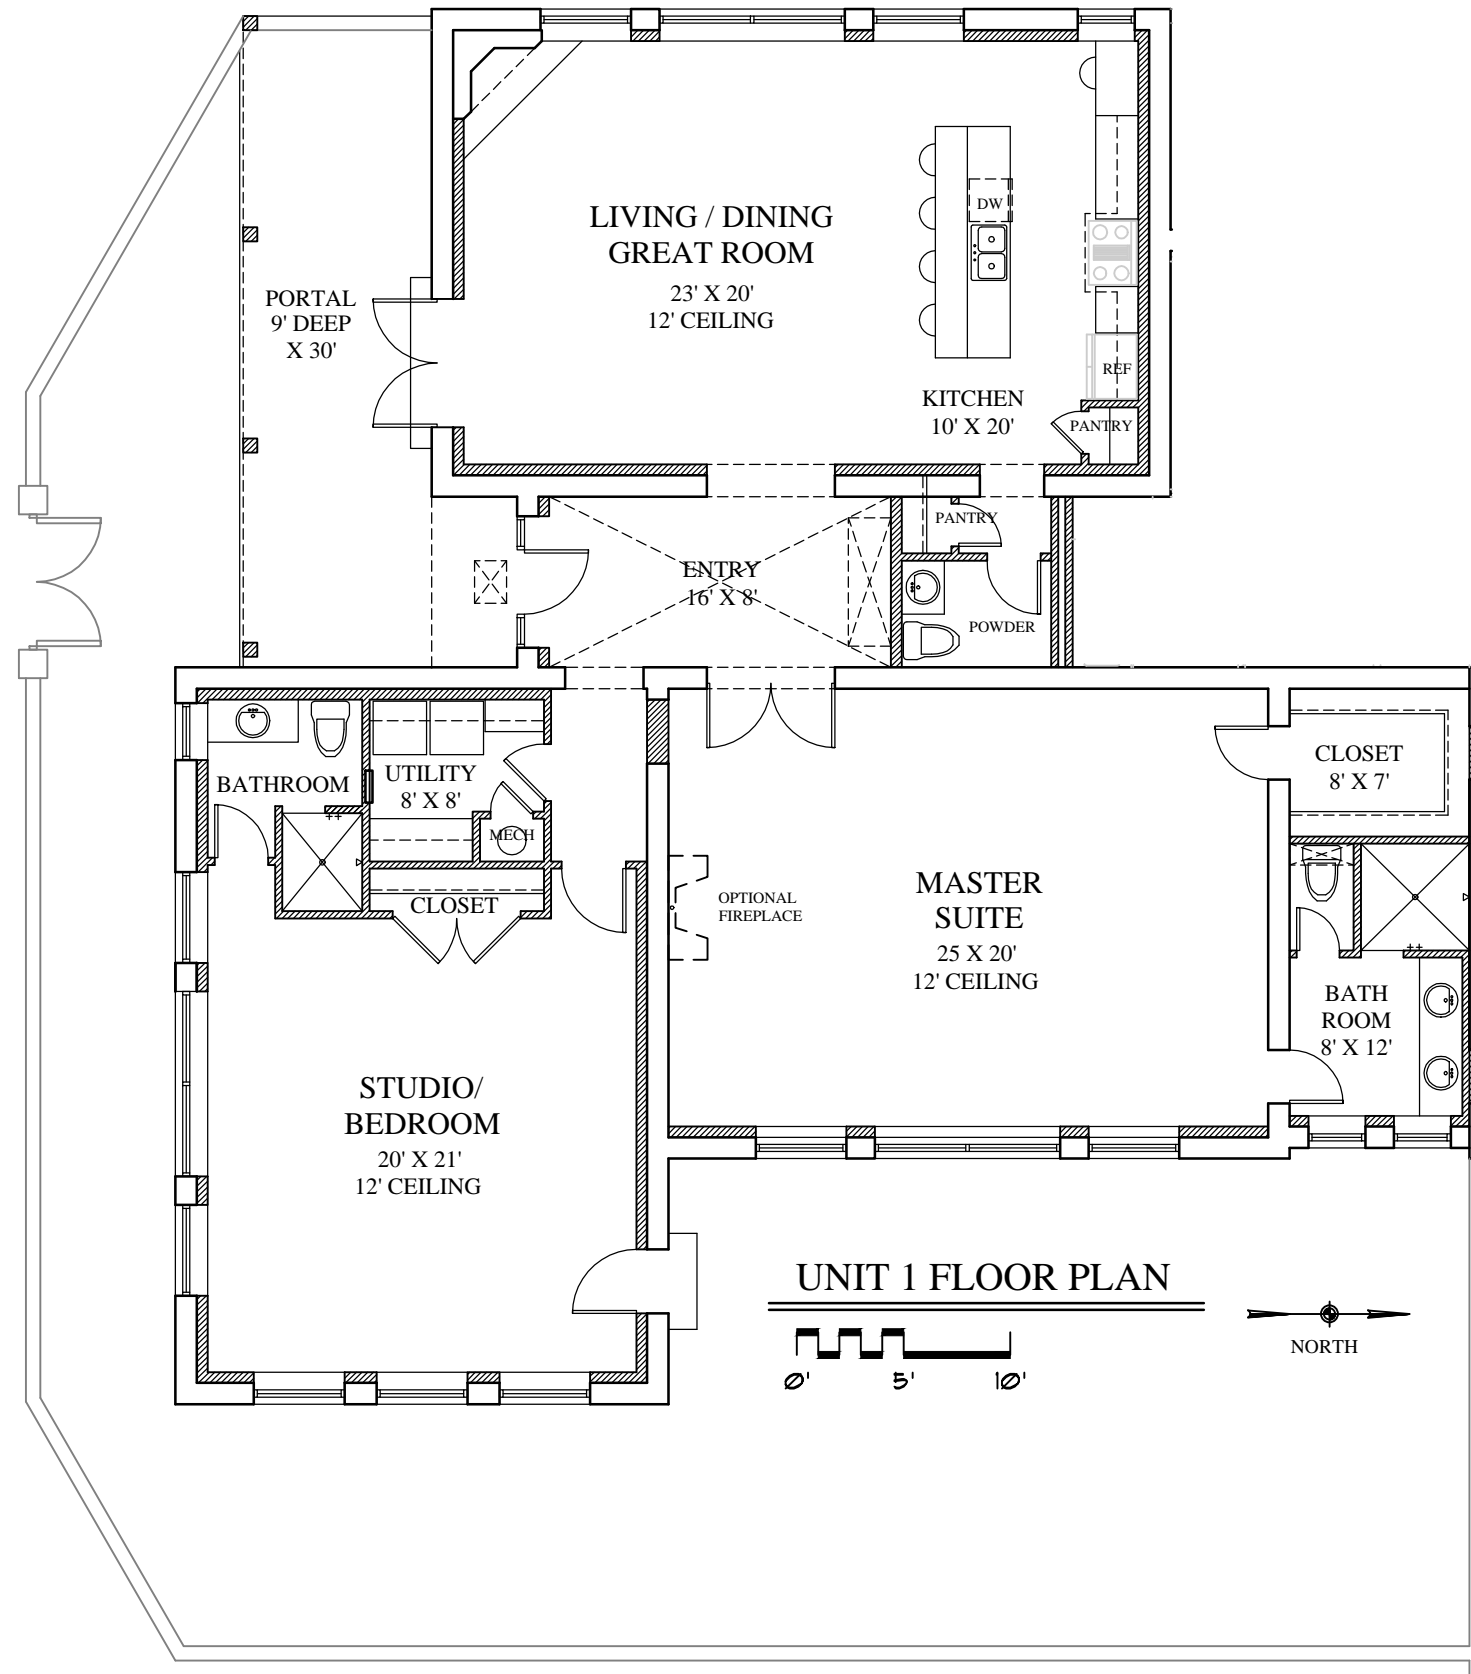 LIVING / DINING
GREAT ROOM
23' X 20'
12' CEILING
DW
PORTAL
9' DEEP
X 30'
REF
KITCHEN
10' X 20'
PANTRY
PANTRY
ENTRY
16' X 8'
POWDER
BATHROOM
UTILITY
8' X 8'
MECH
CLOSET
CLOSET
8' X 7'
OPTIONAL
FIREPLACE
MASTER
SUITE
25 X 20'
12' CEILING
BATH
ROOM
8' X 12'
STUDIO/
BEDROOM
20' X 21'
12' CEILING
UNIT 1 FLOOR PLAN
0' 5' 10'
NORTH